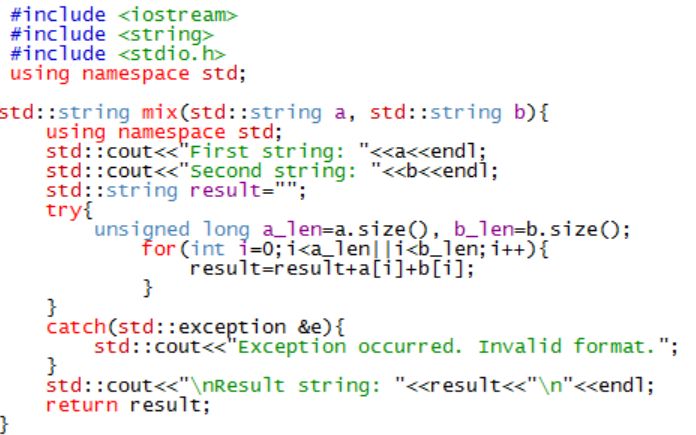 #include <iostream>
#include <string>
#include <stdio.h>
using namespace std;

std::string mix(std::string a, std::string b){
    using namespace std;
    std::cout<<"First string: "<<a<<endl;
    std::cout<<"Second string: "<<b<<endl;
    std::string result="";
    try{
        unsigned long a_len=a.size(), b_len=b.size();
            for(int i=0;i<a_len||i<b_len;i++){
                result=result+a[i]+b[i];
            }
    }
    catch(std::exception &e){
        std::cout<<"Exception occurred. Invalid format.";
    }
    std::cout<<"\nResult string: "<<result<<"\n"<<endl;
    return result;
}